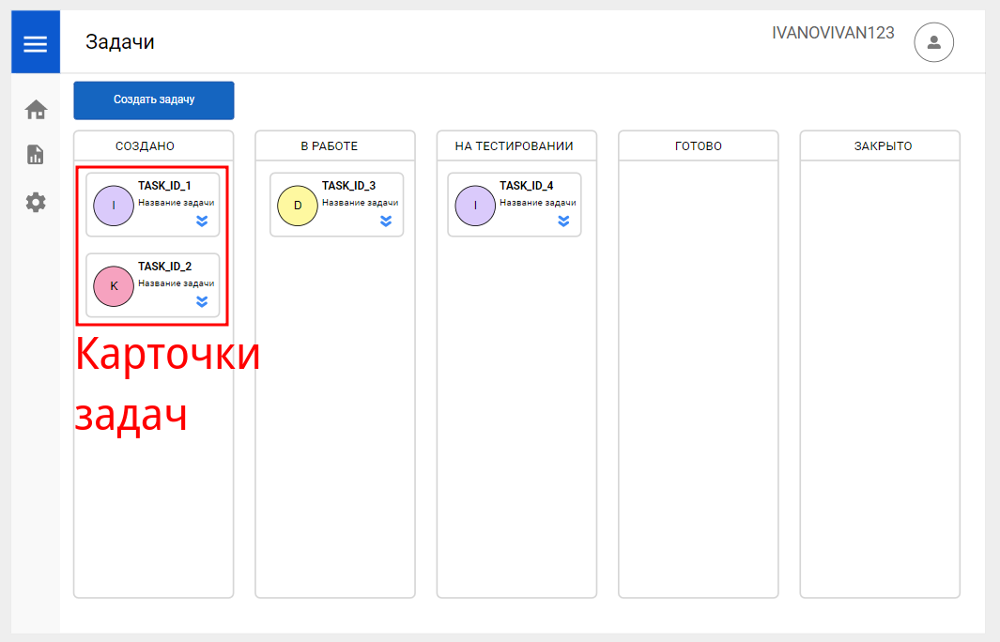 Задачи
IVANOVIVAN123
Создать задачу
СОЗДАНО
В РАБОТЕ
НА ТЕСТИРОВАНИИ
ГОТОВО
ЗАКРЫТО
I
TASK_ID_1
Название задачи
K
TASK_ID_2
Название задачи
Карточки
задач
D
TASK_ID_3
Название задачи
I
TASK_ID_4
Название задачи